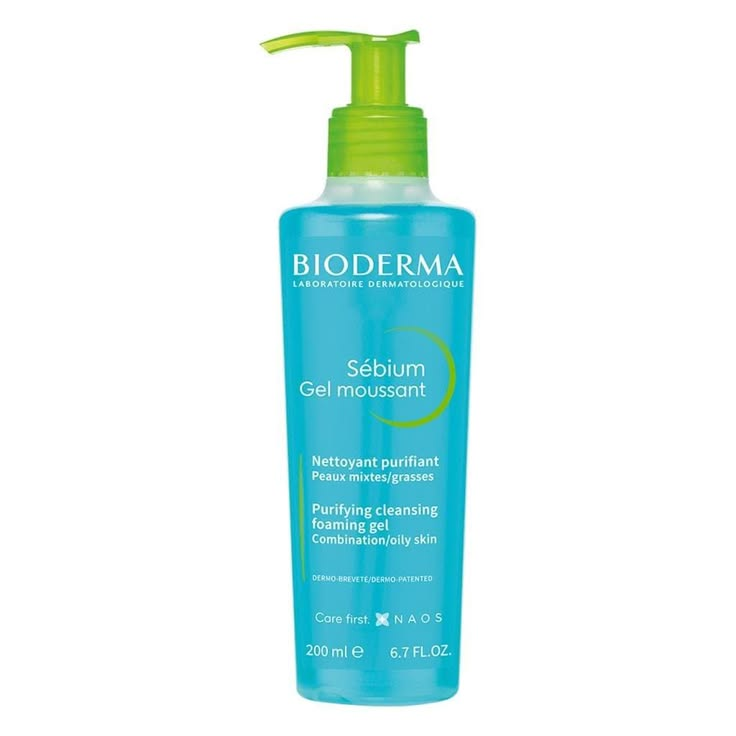 BIODERMA
LABORATOIRE DERMATOLOGIQUE
Sébium
Gel moussant
Nettoyant purifiant
Peaux mixtes/grasses
Purifying cleansing
foaming gel
Combination/oily skin
DERMO-BREVETÉ/DERMO-PATENTED
Care first. NAOS
200 ml ℮ 6.7 FL.OZ.